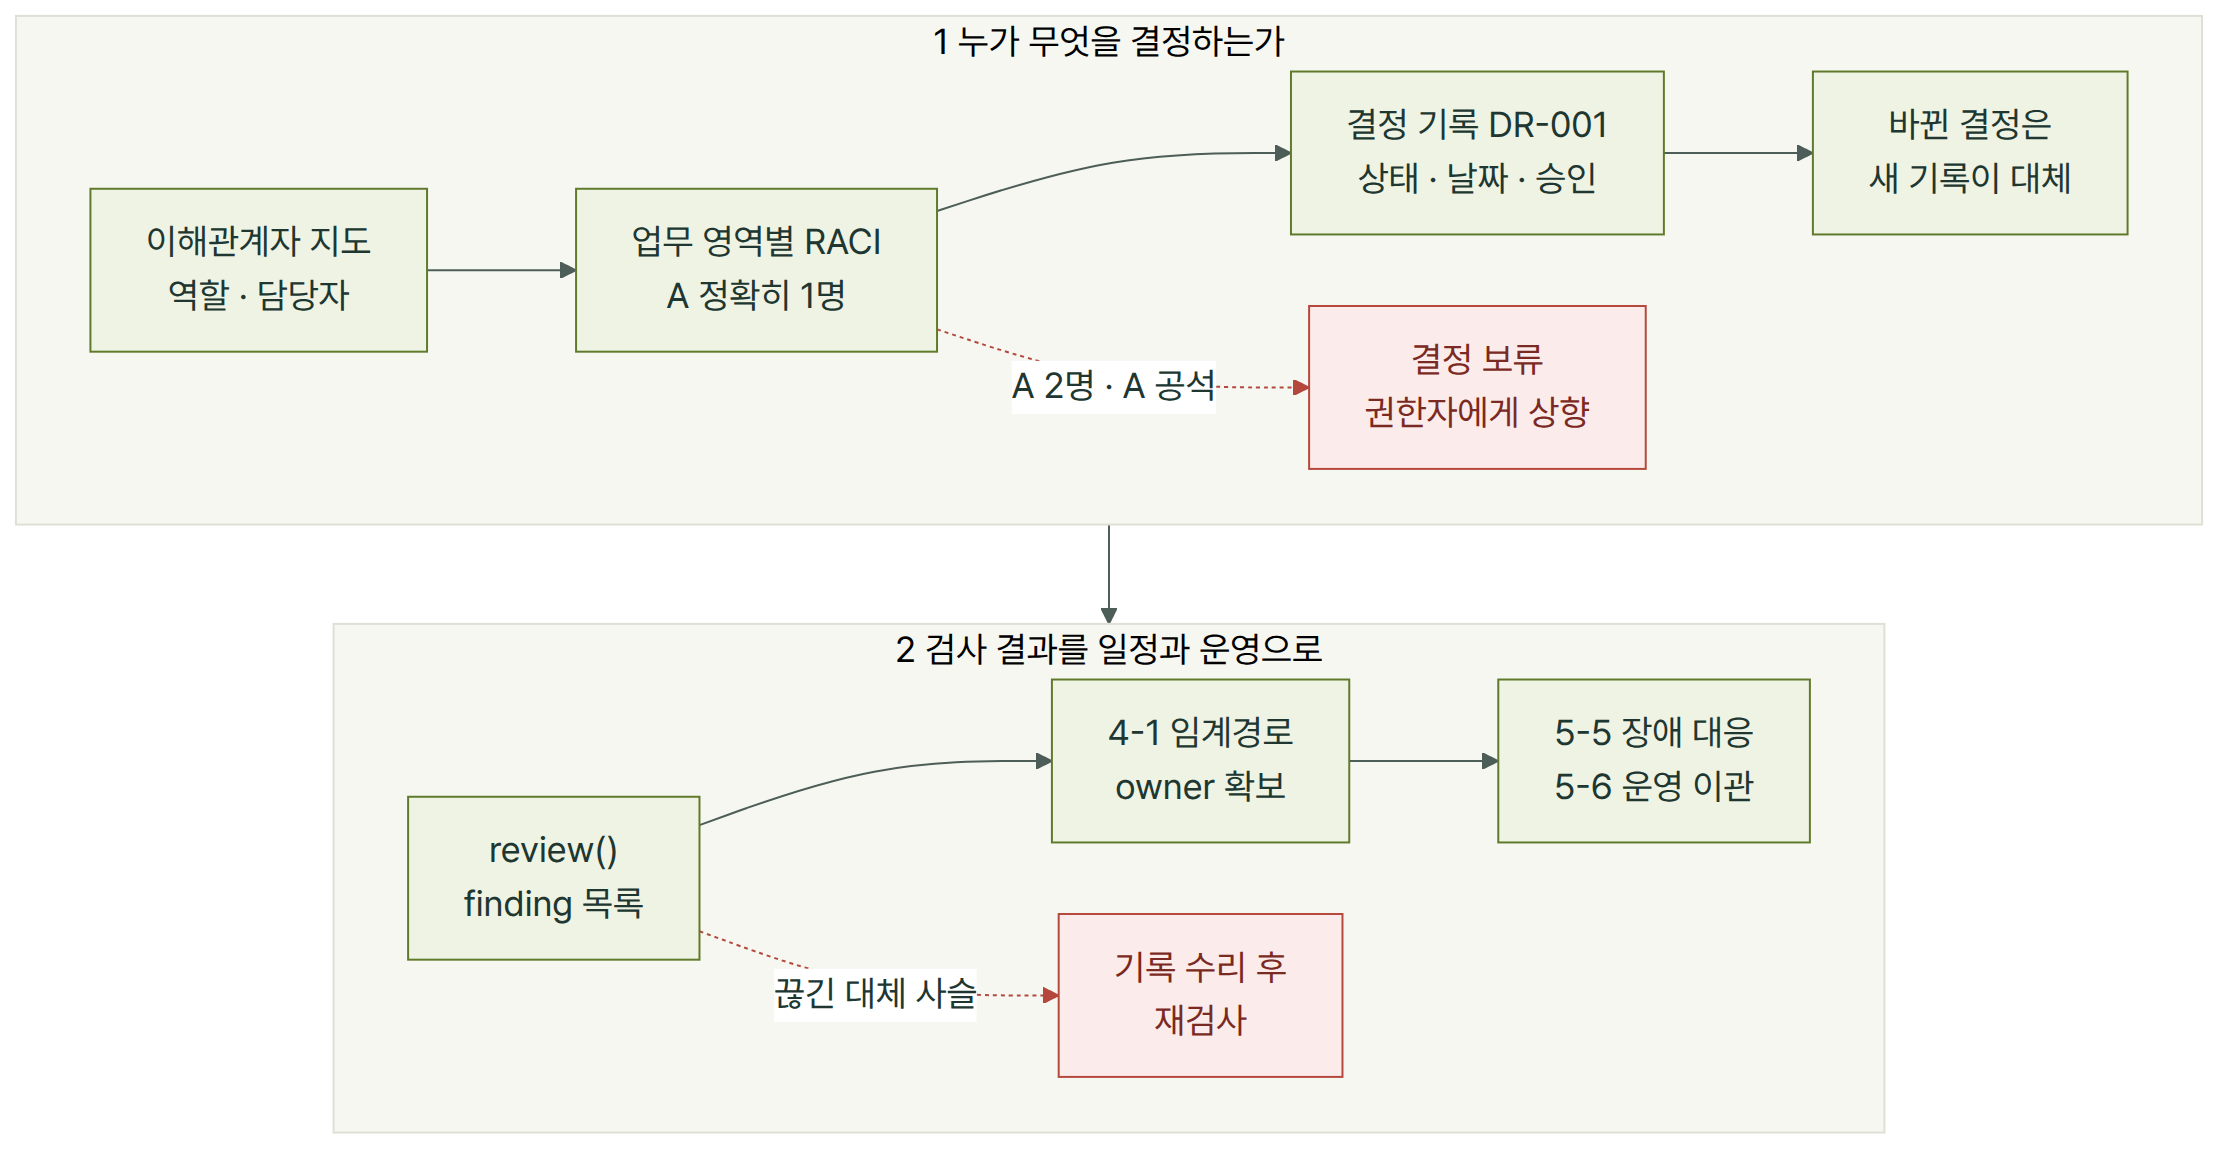 1 누가 무엇을 결정하는가
이해관계자 지도
역할 · 담당자
업무 영역별 RACI
A 정확히 1명
결정 기록 DR-001
상태 · 날짜 · 승인
바뀐 결정은
새 기록이 대체
A 2명 · A 공석
결정 보류
권한자에게 상향
2 검사 결과를 일정과 운영으로
review()
finding 목록
4-1 임계경로
owner 확보
5-5 장애 대응
5-6 운영 이관
끊긴 대체 사슬
기록 수리 후
재검사